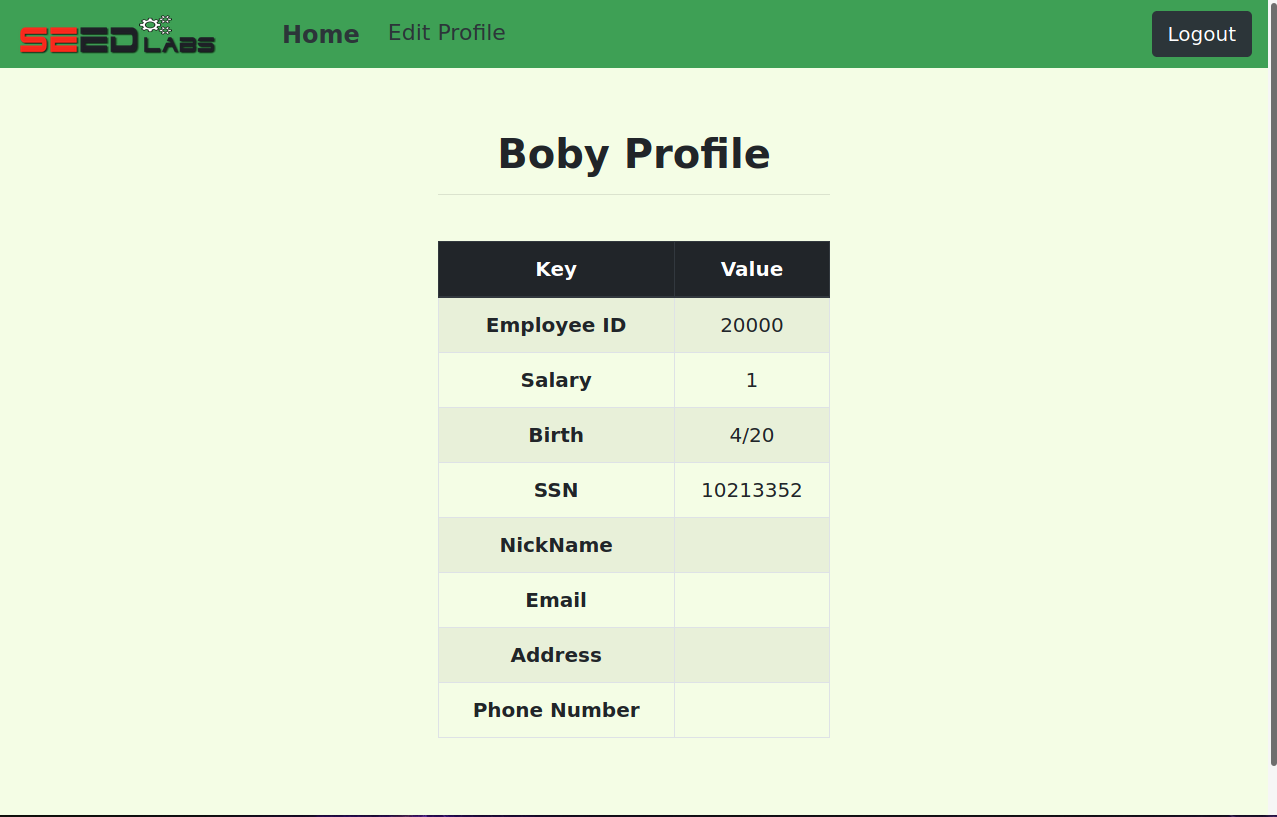 SEED LABS
Home Edit Profile Logout
Boby Profile
Key Value
Employee ID 20000
Salary 1
Birth 4/20
SSN 10213352
NickName
Email
Address
Phone Number